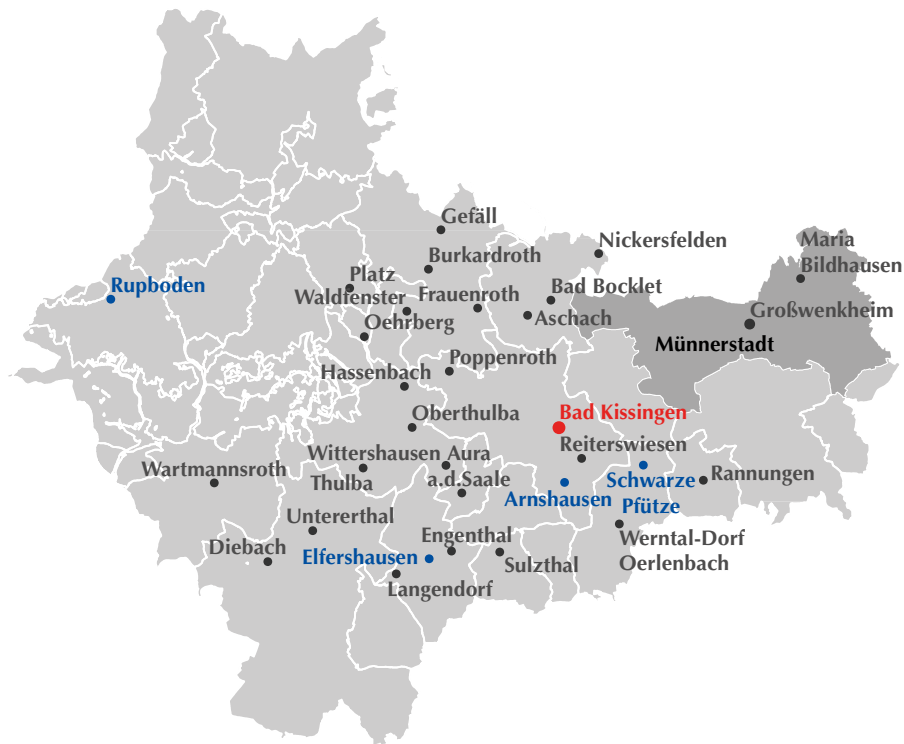 Gefäll
Nickersfelden
Maria
Bildhausen
Burkardroth
Platz
Rupboden
Bad Bocklet
Waldfenster
Frauenroth
Großwenkheim
Aschach
Oehrberg
Münnerstadt
Poppenroth
Hassenbach
Oberthulba
Bad Kissingen
Reiterswiesen
Wittershausen
Thulba
Aura
a.d.Saale
Wartmannsroth
Schwarze
Pfütze
Rannungen
Arnshausen
Untererthal
Engenthal
Werntal-Dorf
Oerlenbach
Diebach
Elfershausen
Sulzthal
Langendorf